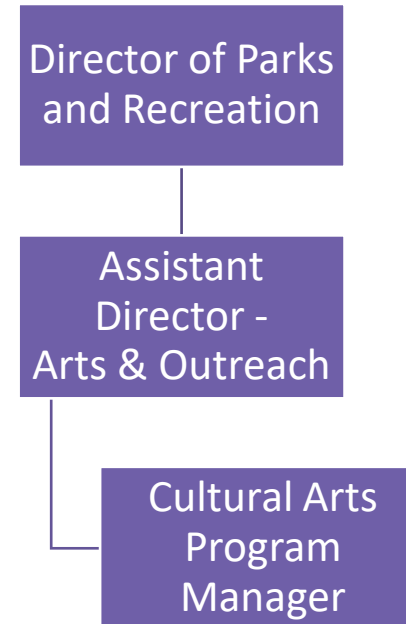 Director of Parks
and Recreation
Assistant
Director -
Arts & Outreach
Cultural Arts
Program
Manager